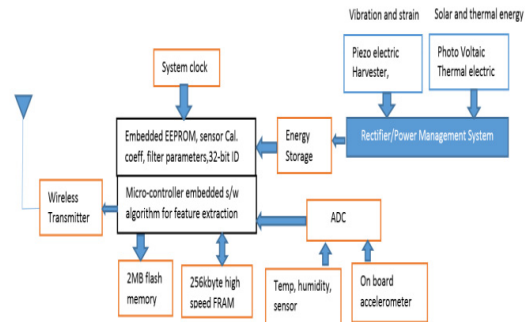 Vibration and strain
Solar and thermal energy
System clock
Piezo electric
Harvester,
Photo Voltaic
Thermal electric
Embedded EEPROM, sensor Cal.
coeff, filter parameters,32-bit ID
Energy
Storage
Rectifier/Power Management System
Wireless
Transmitter
Micro-controller embedded s/w
algorithm for feature extraction
ADC
2MB flash
memory
256kbyte high
speed FRAM
Temp, humidity,
sensor
On board
accelerometer